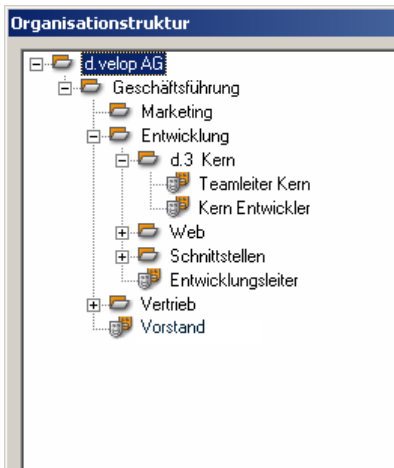 Organisationstruktur
d.velop AG
Geschäftsführung
Marketing
Entwicklung
d.3 Kern
Teamleiter Kern
Kern Entwickler
Web
Schnittstellen
Entwicklungsleiter
Vertrieb
Vorstand